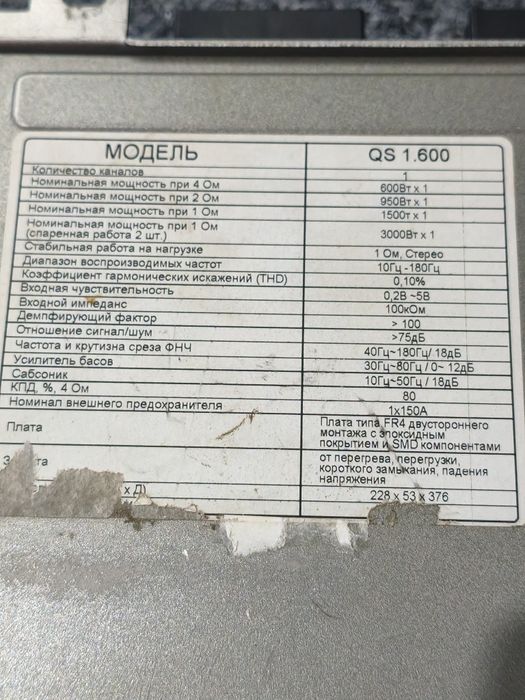 МОДЕЛЬ QS 1.600
Количество каналов 1
Номинальная мощность при 4 Ом 600Вт x 1
Номинальная мощность при 2 Ом 950Вт x 1
Номинальная мощность при 1 Ом 1500т x 1
Номинальная мощность при 1 Ом
(спаренная работа 2 шт.) 3000Вт x 1
Стабильная работа на нагрузке 1 Ом, Стерео
Диапазон воспроизводимых частот 10Гц -180Гц
Коэффициент гармонических искажений (THD) 0,10%
Входная чувствительность 0,2В ~5В
Входной импеданс 100кОм
Демпфирующий фактор > 100
Отношение сигнал/шум >75дБ
Частота и крутизна среза ФНЧ 40Гц~180Гц/ 18дБ
Усилитель басов 30Гц~80Гц / 0~ 12дБ
Сабсоник 10Гц~50Гц / 18дБ
КПД, %, 4 Ом 80
Номинал внешнего предохранителя 1x150А
Плата Плата типа FR4 двустороннего
монтажа с эпоксидным
покрытием и SMD компонентами
от перегрева, перегрузки,
короткого замыкания, падения
напряжения
х Д) 228 x 53 x 376